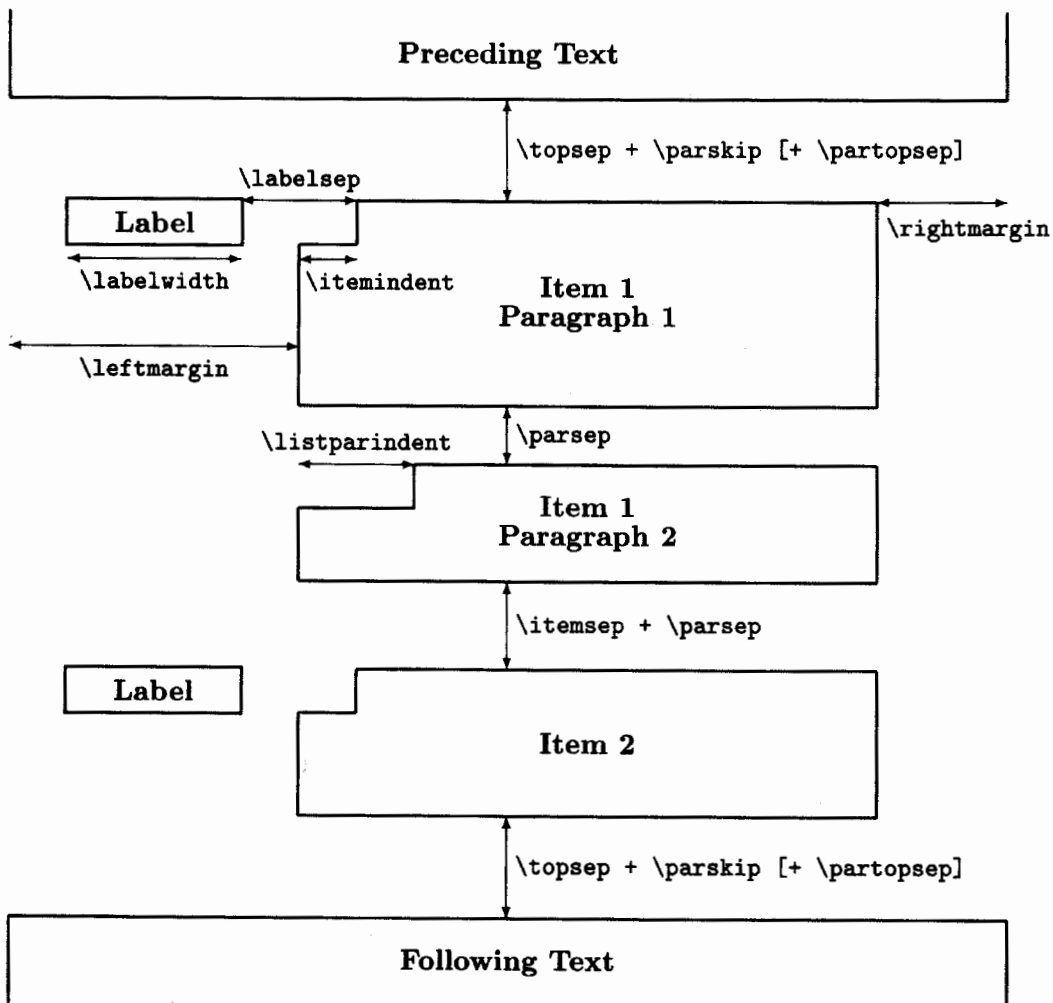 Preceding Text
\topsep + \parskip [+ \partopsep]
\labelsep
Label
\rightmargin
\labelwidth
\itemindent
Item 1
Paragraph 1
\leftmargin
\parsep
\listparindent
Item 1
Paragraph 2
\itemsep + \parsep
Label
Item 2
\topsep + \parskip [+ \partopsep]
Following Text